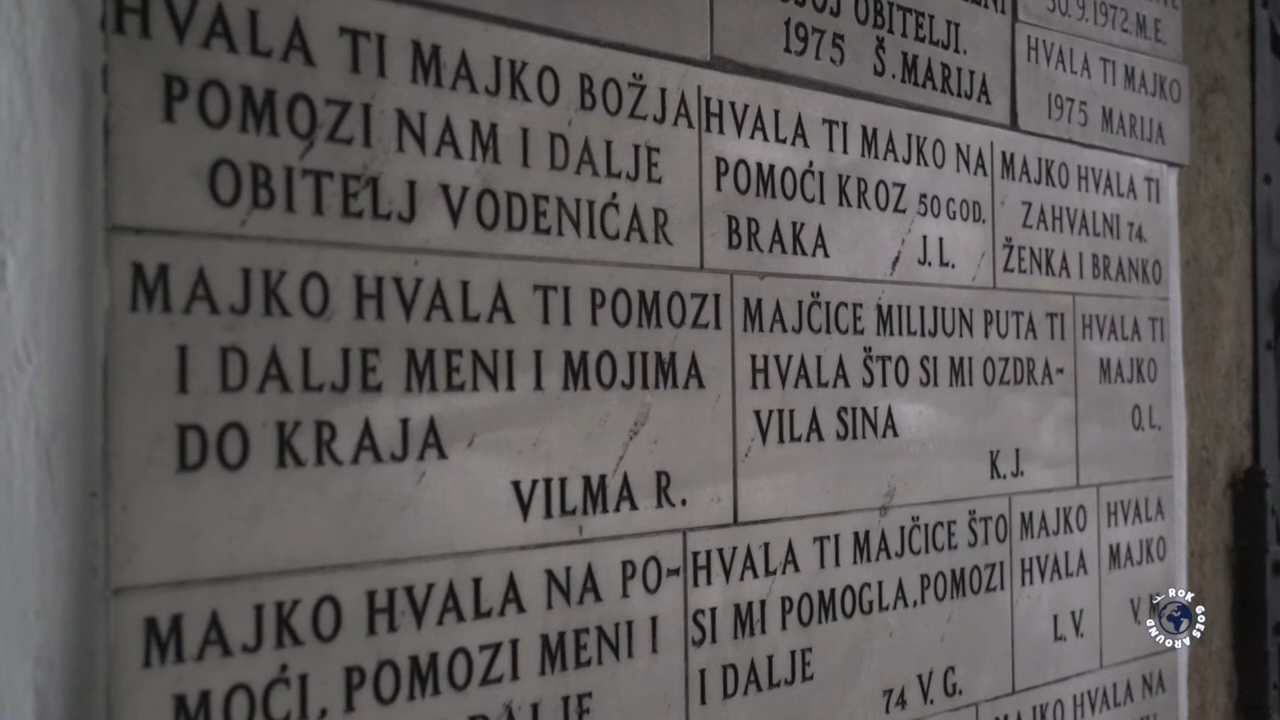 OBITELJI.
1975 Š.MARIJA
30.9.1972. M.E.
HVALA TI MAJKO
1975 MARIJA
HVALA TI MAJKO BOŽJA
POMOZI NAM I DALJE
OBITELJ VODENIĆAR
HVALA TI MAJKO NA
POMOĆI KROZ 50 GOD.
BRAKA J. L.
MAJKO HVALA TI
ZAHVALNI 74.
ŽENKA I BRANKO
MAJKO HVALA TI POMOZI
I DALJE MENI I MOJIMA
DO KRAJA
VILMA R.
MAJČICE MILIJUN PUTA TI
HVALA ŠTO SI MI OZDRA-
VILA SINA
K. J.
HVALA TI
MAJKO
O. L.
MAJKO HVALA NA PO-
MOĆI, POMOZI MENI I
DALJE
HVALA TI MAJČICE ŠTO
SI MI POMOGLA, POMOZI
I DALJE
74 V. G.
MAJKO
HVALA
L. V.
HVALA
MAJKO
V.
MAJKO HVALA NA
ROK GOES AROUND